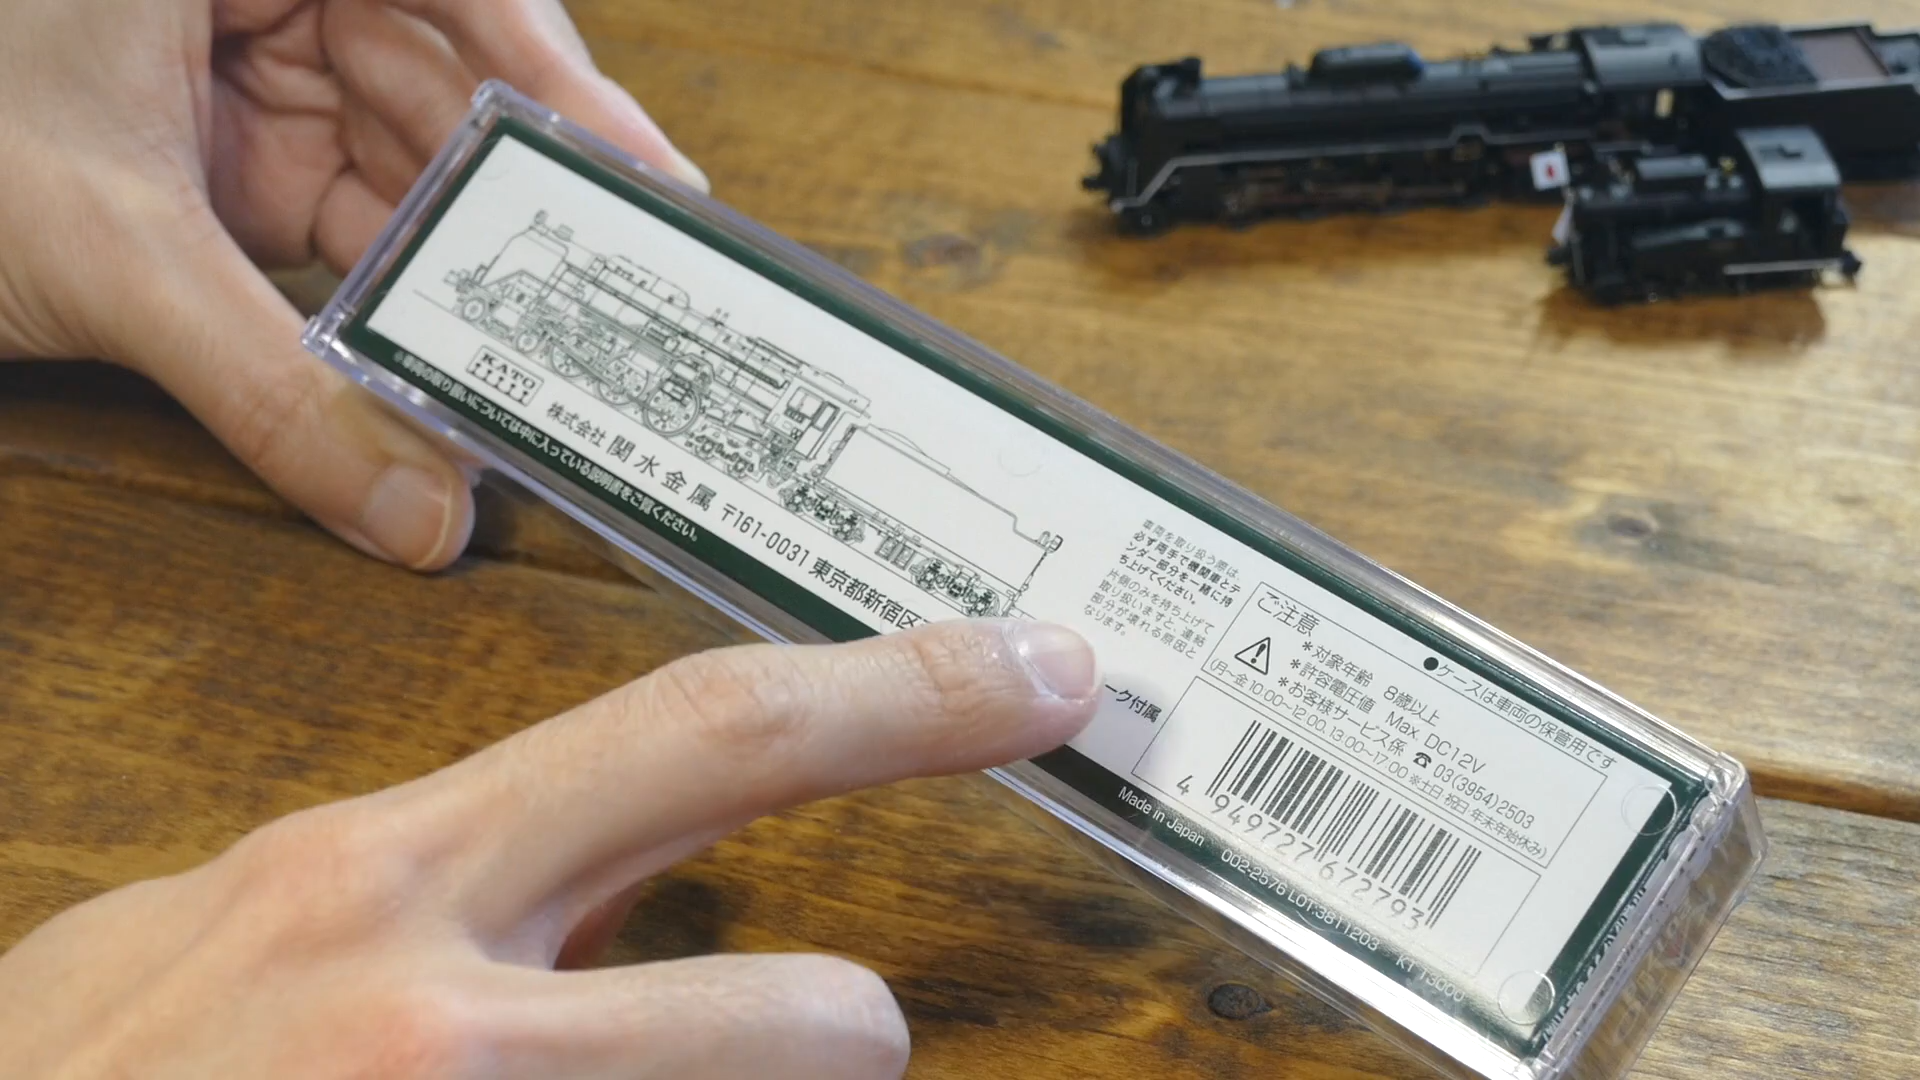 KATO
株式会社 関水金属 〒161-0031 東京都新宿区
※車両の取り扱いについては中に入っている説明書をご覧ください。
車両を取り扱う際は、
必ず両手で機関車とテ
ンダー部分を一緒に持
ち上げてください。
片側のみを持ち上げて
取り扱いますと、連結
部分が壊れる原因と
なります。
ーク付属
●ケースは車両の保管用です
ご注意
*対象年齢 8歳以上
*許容電圧値 Max DC12V
*お客様サービス係 ☎ 03(3954)2503
(月~金 10:00~12:00, 13:00~17:00 ※土日・祝日・年末年始休み)
4 949727 672793
Made in Japan 002-2576 LOT:38111203 KT 13000